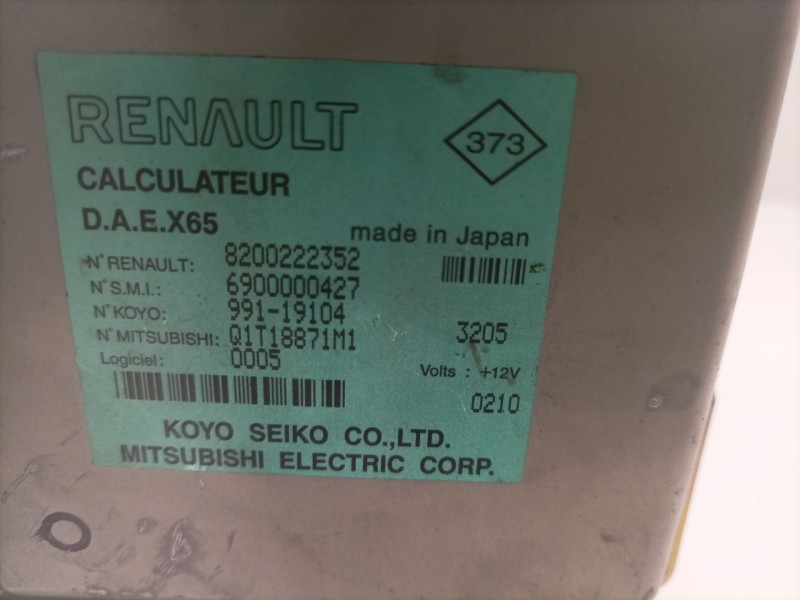 RENAULT
373
CALCULATEUR
D.A.E.X65
made in Japan
N° RENAULT: 8200222352
N° S.M.I.: 6900000427
N° KOYO: 991-19104
N° MITSUBISHI: Q1T18871M1 3205
Logiciel: 0005
Volts : +12V
0210
KOYO SEIKO CO.,LTD.
MITSUBISHI ELECTRIC CORP.